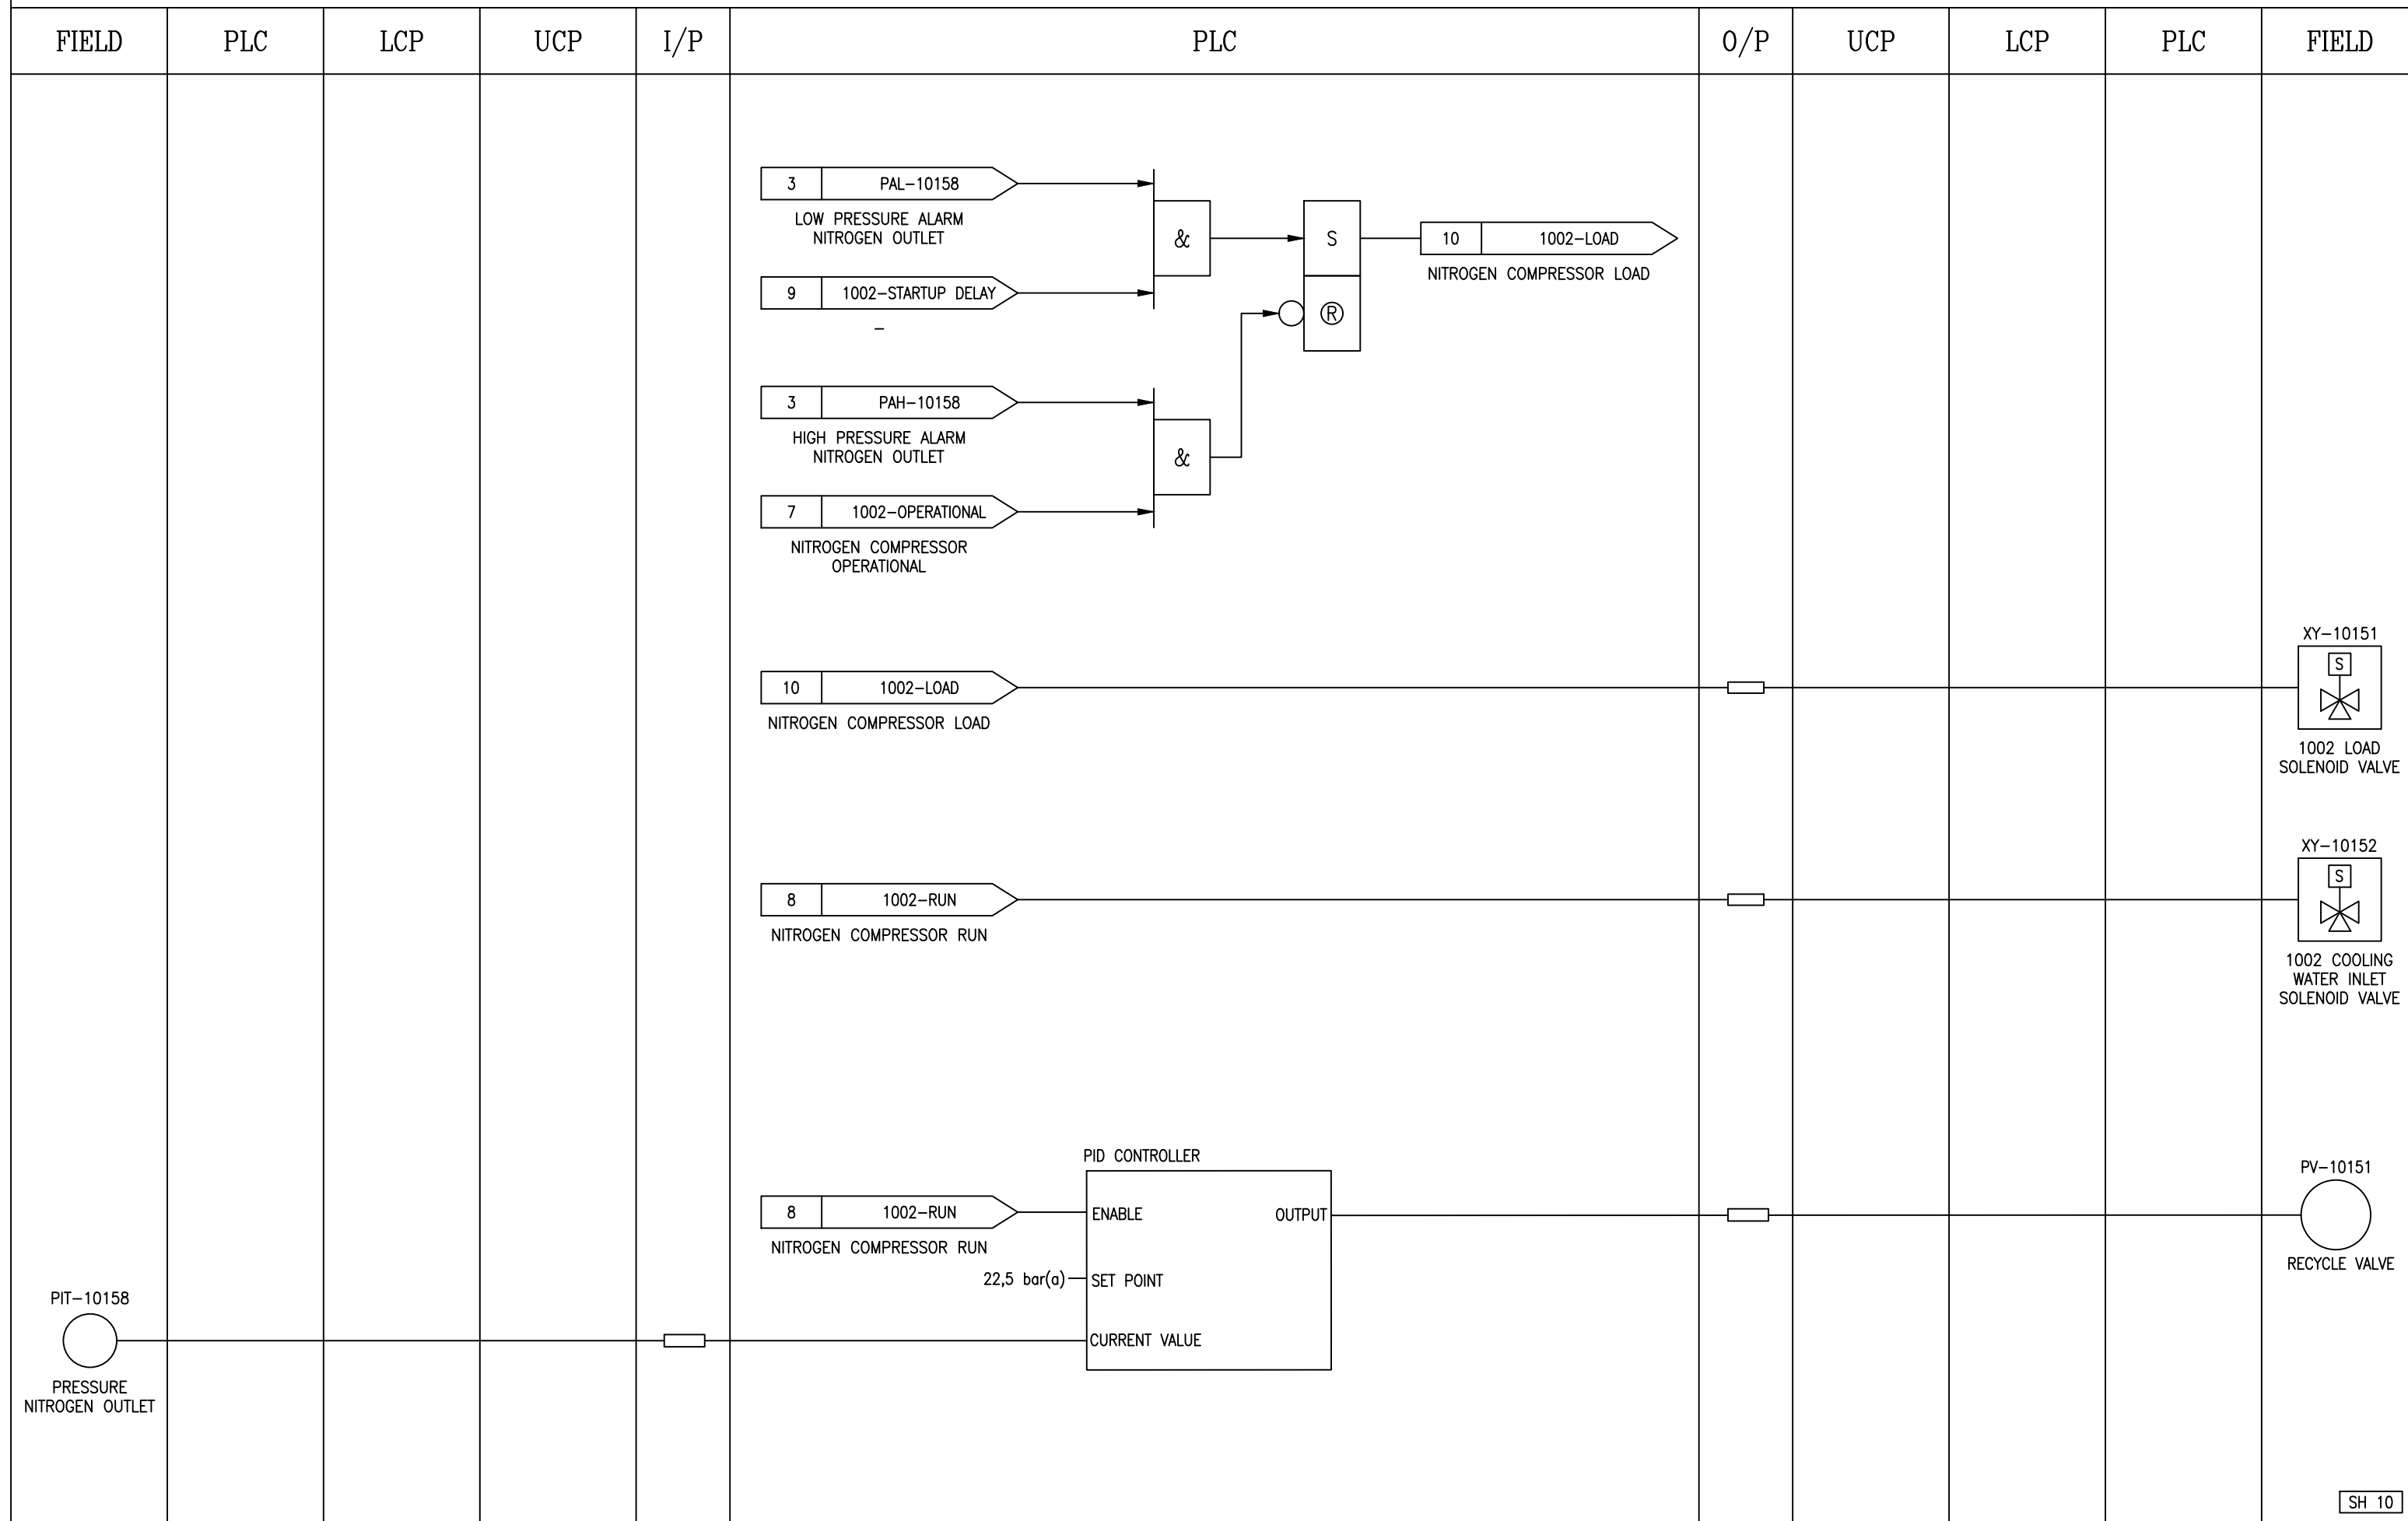 FIELD PLC LCP UCP I/P PLC O/P UCP LCP PLC FIELD
3 PAL-10158
LOW PRESSURE ALARM
NITROGEN OUTLET
&
S
10 1002-LOAD
NITROGEN COMPRESSOR LOAD
9 1002-STARTUP DELAY
-
®
3 PAH-10158
HIGH PRESSURE ALARM
NITROGEN OUTLET
&
7 1002-OPERATIONAL
NITROGEN COMPRESSOR
OPERATIONAL
XY-10151
S
10 1002-LOAD
NITROGEN COMPRESSOR LOAD
1002 LOAD
SOLENOID VALVE
XY-10152
S
8 1002-RUN
NITROGEN COMPRESSOR RUN
1002 COOLING
WATER INLET
SOLENOID VALVE
PID CONTROLLER
PV-10151
8 1002-RUN
ENABLE OUTPUT
NITROGEN COMPRESSOR RUN
RECYCLE VALVE
22,5 bar(a) SET POINT
PIT-10158
CURRENT VALUE
PRESSURE
NITROGEN OUTLET
SH 10